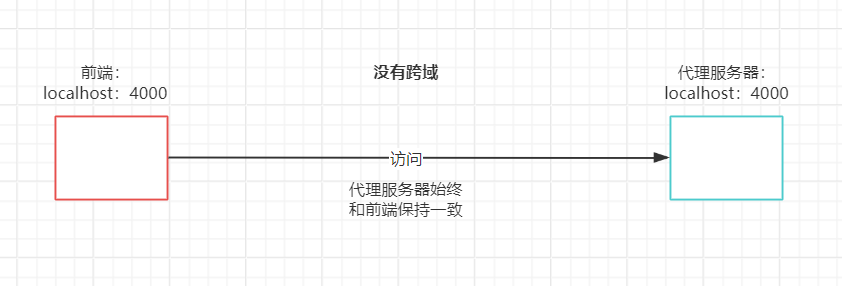 前端：
localhost：4000
没有跨域
代理服务器：
localhost：4000
访问
代理服务器始终
和前端保持一致